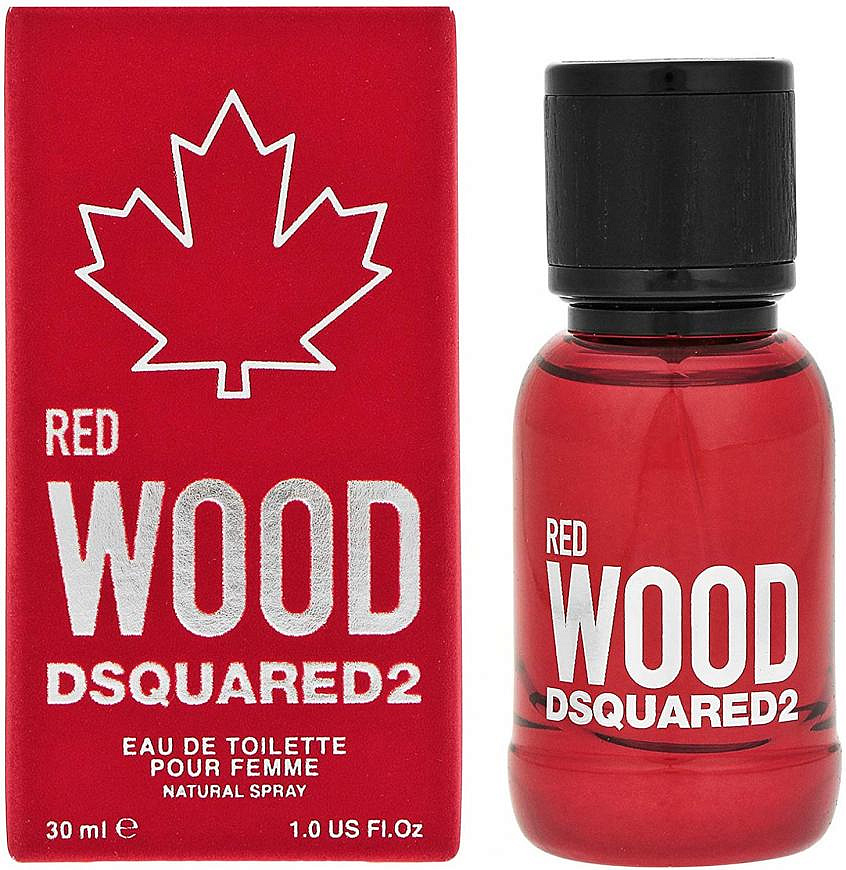 RED
WOOD
DSQUARED2
EAU DE TOILETTE
POUR FEMME
NATURAL SPRAY
30 ml ℮ 1.0 US Fl.Oz
RED
WOOD
DSQUARED2